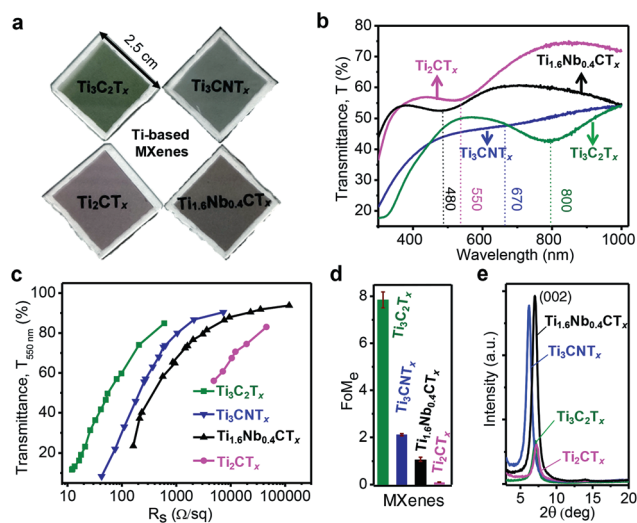 a
2.5 cm
Ti3C2Tx
Ti3CNTx
Ti-based
MXenes
Ti2CTx
Ti1.6Nb0.4CTx
b
Transmittance, T (%)
80
70
60
50
40
30
20
Ti2CTx
Ti1.6Nb0.4CTx
Ti3CNTx
Ti3C2Tx
480
550
670
800
400
600
800
1000
Wavelength (nm)
c
Transmittance, T550 nm (%)
100
80
60
40
20
Ti3C2Tx
Ti3CNTx
Ti1.6Nb0.4CTx
Ti2CTx
10
100
1000
10000
100000
RS (Ω/sq)
d
FoMe
8
6
4
2
0
Ti3C2Tx
Ti3CNTx
Ti1.6Nb0.4CTx
Ti2CTx
MXenes
e
Intensity (a.u.)
(002)
Ti1.6Nb0.4CTx
Ti3CNTx
Ti3C2Tx
Ti2CTx
5
10
15
20
2θ (deg)